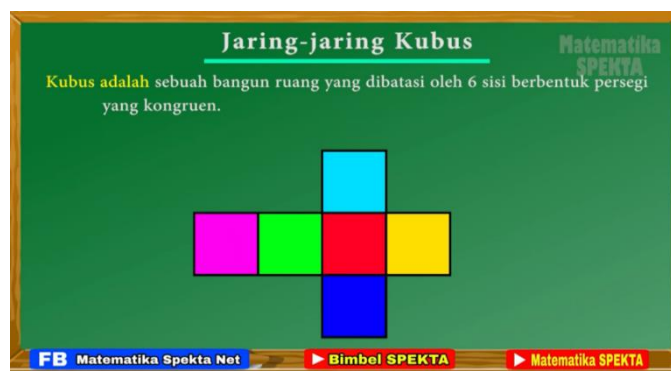 Jaring-jaring Kubus
Matematika
SPEKTA
Kubus adalah sebuah bangun ruang yang dibatasi oleh 6 sisi berbentuk persegi
yang kongruen.
FB Matematika Spekta Net
Bimbel SPEKTA
Matematika SPEKTA